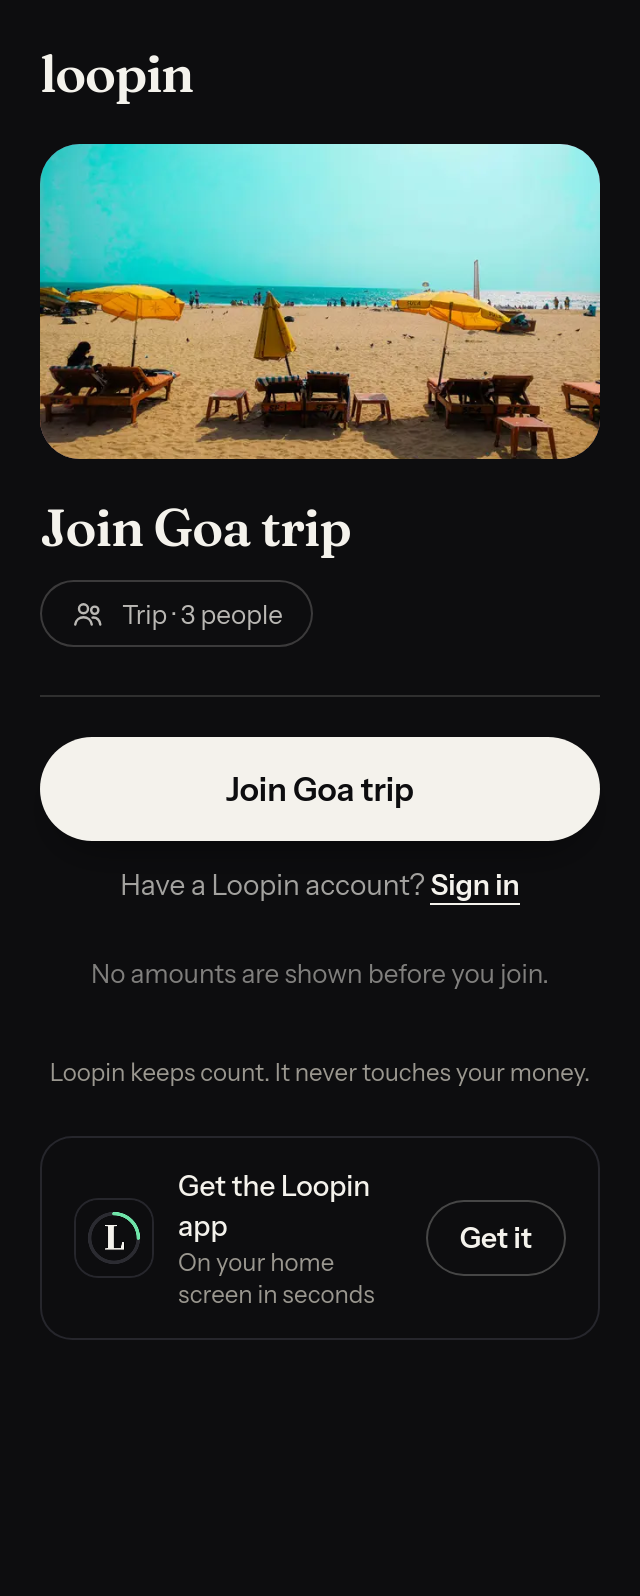 loopin
Join Goa trip
Trip · 3 people
Join Goa trip
Have a Loopin account? Sign in
No amounts are shown before you join.
Loopin keeps count. It never touches your money.
Get the Loopin
app
On your home
screen in seconds
L
Get it